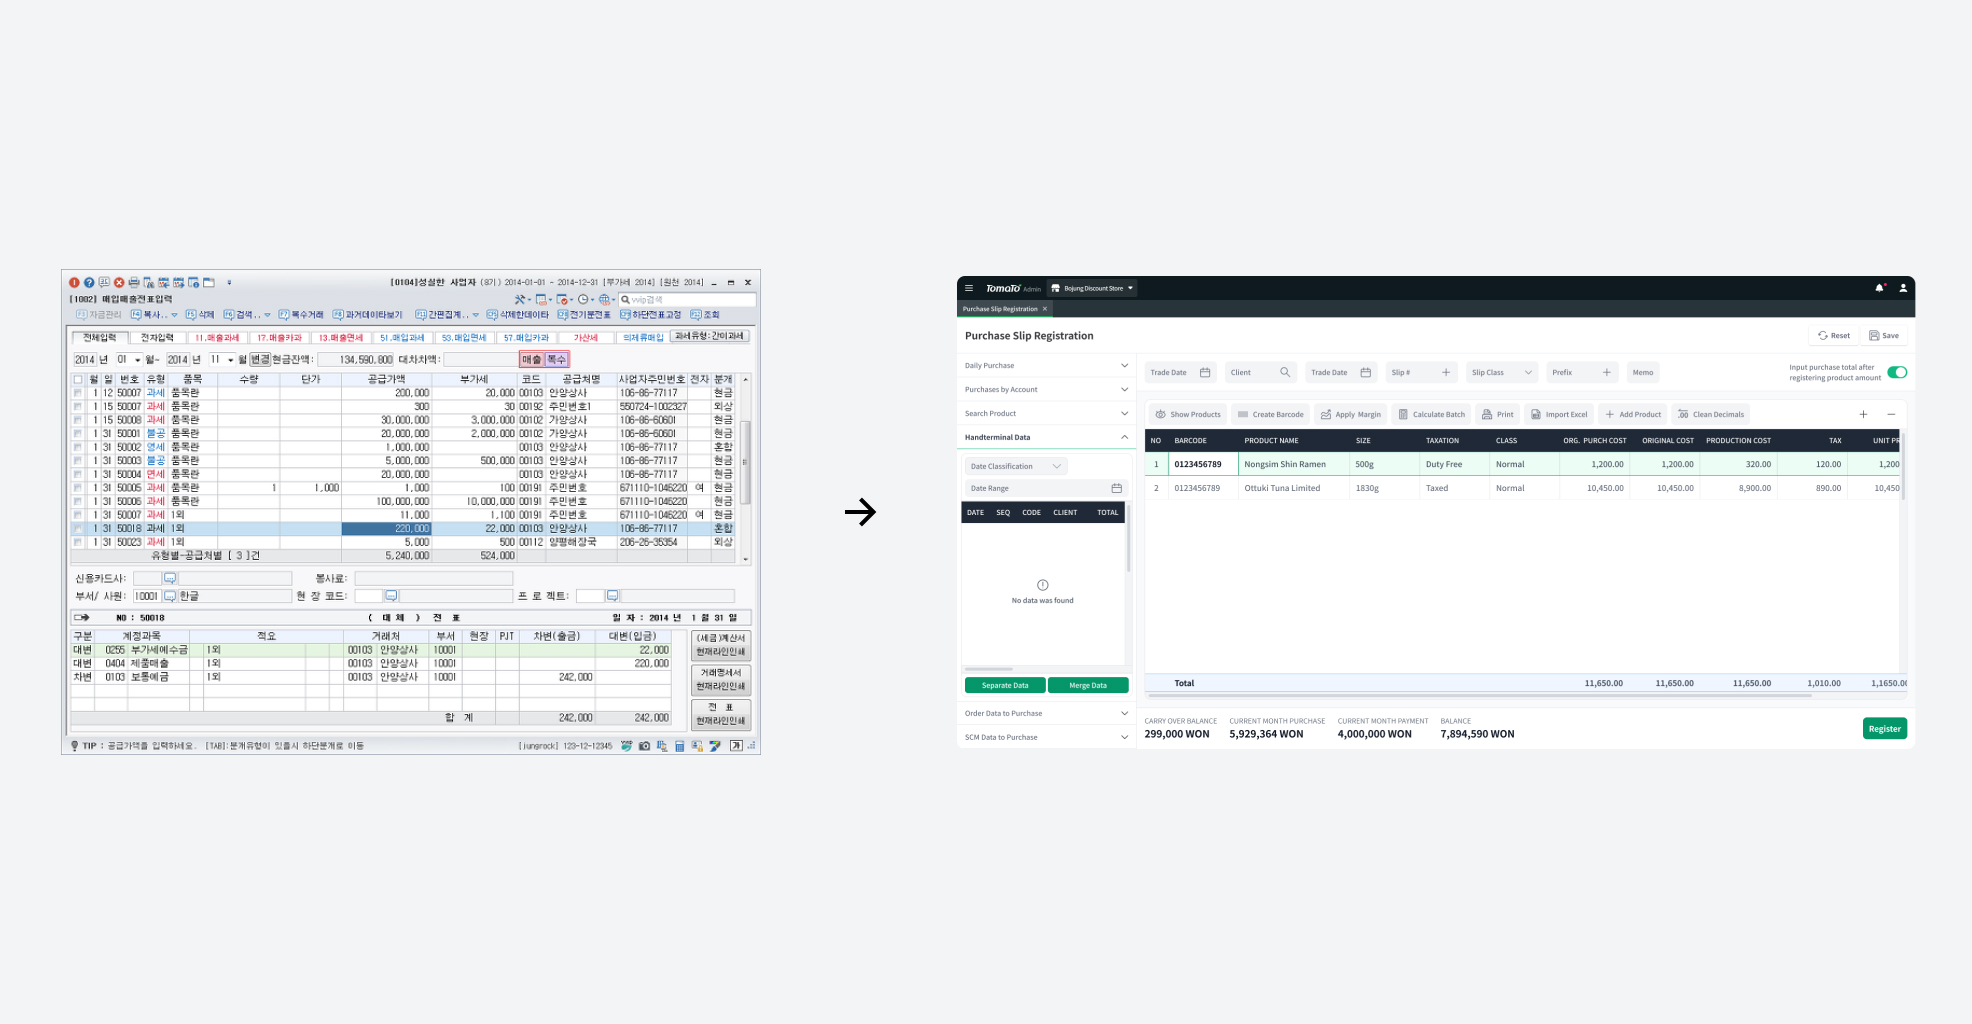 [0104]성실한 사업자 (8기) 2014-01-01 ~ 2014-12-31 [부가세 2014] [원천 2014]
[1002] 매입매출전표입력
vvip검색
F3 자금관리 F4 복사.. F5 삭제 F6 검색.. F7 복수거래 F8 과거데이타보기 F11 간편집계.. 삭제한데이타 전기분전표 하단전표고정 F12 조회
전체입력 전자입력 11.매출과세 17.매출카과 13.매출면세 51.매입과세 53.매입면세 57.매입카과 가산세 의제류매입 과세유형:간이과세
2014 년 01 월~ 2014 년 11 월 변경 현금잔액: 134,590,800 대차차액: 매출 복수
월 일 번호 유형 품목 수량 단가 공급가액 부가세 코드 공급처명 사업자주민번호 전자 분개
1 12 50007 과세 품목란 200,000 20,000 00103 안양상사 106-86-77117 현금
1 15 50007 과세 품목란 300 30 00192 주민번호1 550724-1002327 외상
1 15 50008 과세 품목란 30,000,000 3,000,000 00102 가양상사 106-86-60601 현금
1 31 50001 불공 품목란 20,000,000 2,000,000 00102 가양상사 106-86-60601 현금
1 31 50002 영세 품목란 1,000,000 00103 안양상사 106-86-77117 혼합
1 31 50003 불공 품목란 5,000,000 500,000 00103 안양상사 106-86-77117 현금
1 31 50004 면세 품목란 20,000,000 00103 안양상사 106-86-77117 현금
1 31 50005 과세 품목란 1 1,000 1,000 100 주민번호 671110-1046220 여 현금
1 31 50006 과세 품목란 100,000,000 10,000,000 00191 주민번호 671110-1046220 현금
1 31 50007 과세 1외 11,000 1,100 00191 주민번호 671110-1046220 여 현금
1 31 50018 과세 1외 220,000 22,000 00103 안양상사 106-86-77117 혼합
1 31 50023 과세 1외 5,000 500 00112 양평해장국 206-26-35354 외상
유형별-공급처별 [ 3 ]건 5,240,000 524,000
신용카드사: 봉사료:
부서/ 사원: 10001 한글 현 장 코드: 프 로 젝트:
NO : 50018 ( 대 체 ) 전 표 일 자 : 2014 년 1 월 31 일
구분 계정과목 적요 거래처 부서 현장 PJT 차변(출금) 대변(입금)
대변 0255 부가세예수금 1외 00103 안양상사 10001 22,000
대변 0404 제품매출 1외 00103 안양상사 10001 220,000
차변 0103 보통예금 1외 00103 안양상사 10001 242,000
합 계 242,000 242,000
(세금)계산서
현재라인인쇄
거래명세서
현재라인인쇄
전 표
현재라인인쇄
TIP : 공급가액을 입력하세요. [TAB]:분개유형이 있을시 하단분개로 이동 [jungrock] 123-12-12345 가
TomaTo Admin Bojung Discount Store
Purchase Slip Registration
Purchase Slip Registration
Reset Save
Daily Purchase
Purchases by Account
Search Product
Handterminal Data
Date Classification
Date Range
DATE SEQ CODE CLIENT TOTAL
No data was found
Separate Data Merge Data
Order Data to Purchase
SCM Data to Purchase
Trade Date Client Trade Date Slip # Slip Class Prefix Memo
Input purchase total after
registering product amount
Show Products Create Barcode Apply Margin Calculate Batch Print Import Excel Add Product .00 Clean Decimals
NO BARCODE PRODUCT NAME SIZE TAXATION CLASS ORG. PURCH COST ORIGINAL COST PRODUCTION COST TAX UNIT PR
1 0123456789 Nongsim Shin Ramen 500g Duty Free Normal 1,200.00 1,200.00 320.00 120.00 1,200
2 0123456789 Ottuki Tuna Limited 1830g Taxed Normal 10,450.00 10,450.00 8,900.00 890.00 10,450
Total 11,650.00 11,650.00 11,650.00 1,010.00 1,1650.00
CARRY OVER BALANCE CURRENT MONTH PURCHASE CURRENT MONTH PAYMENT BALANCE
299,000 WON 5,929,364 WON 4,000,000 WON 7,894,590 WON
Register